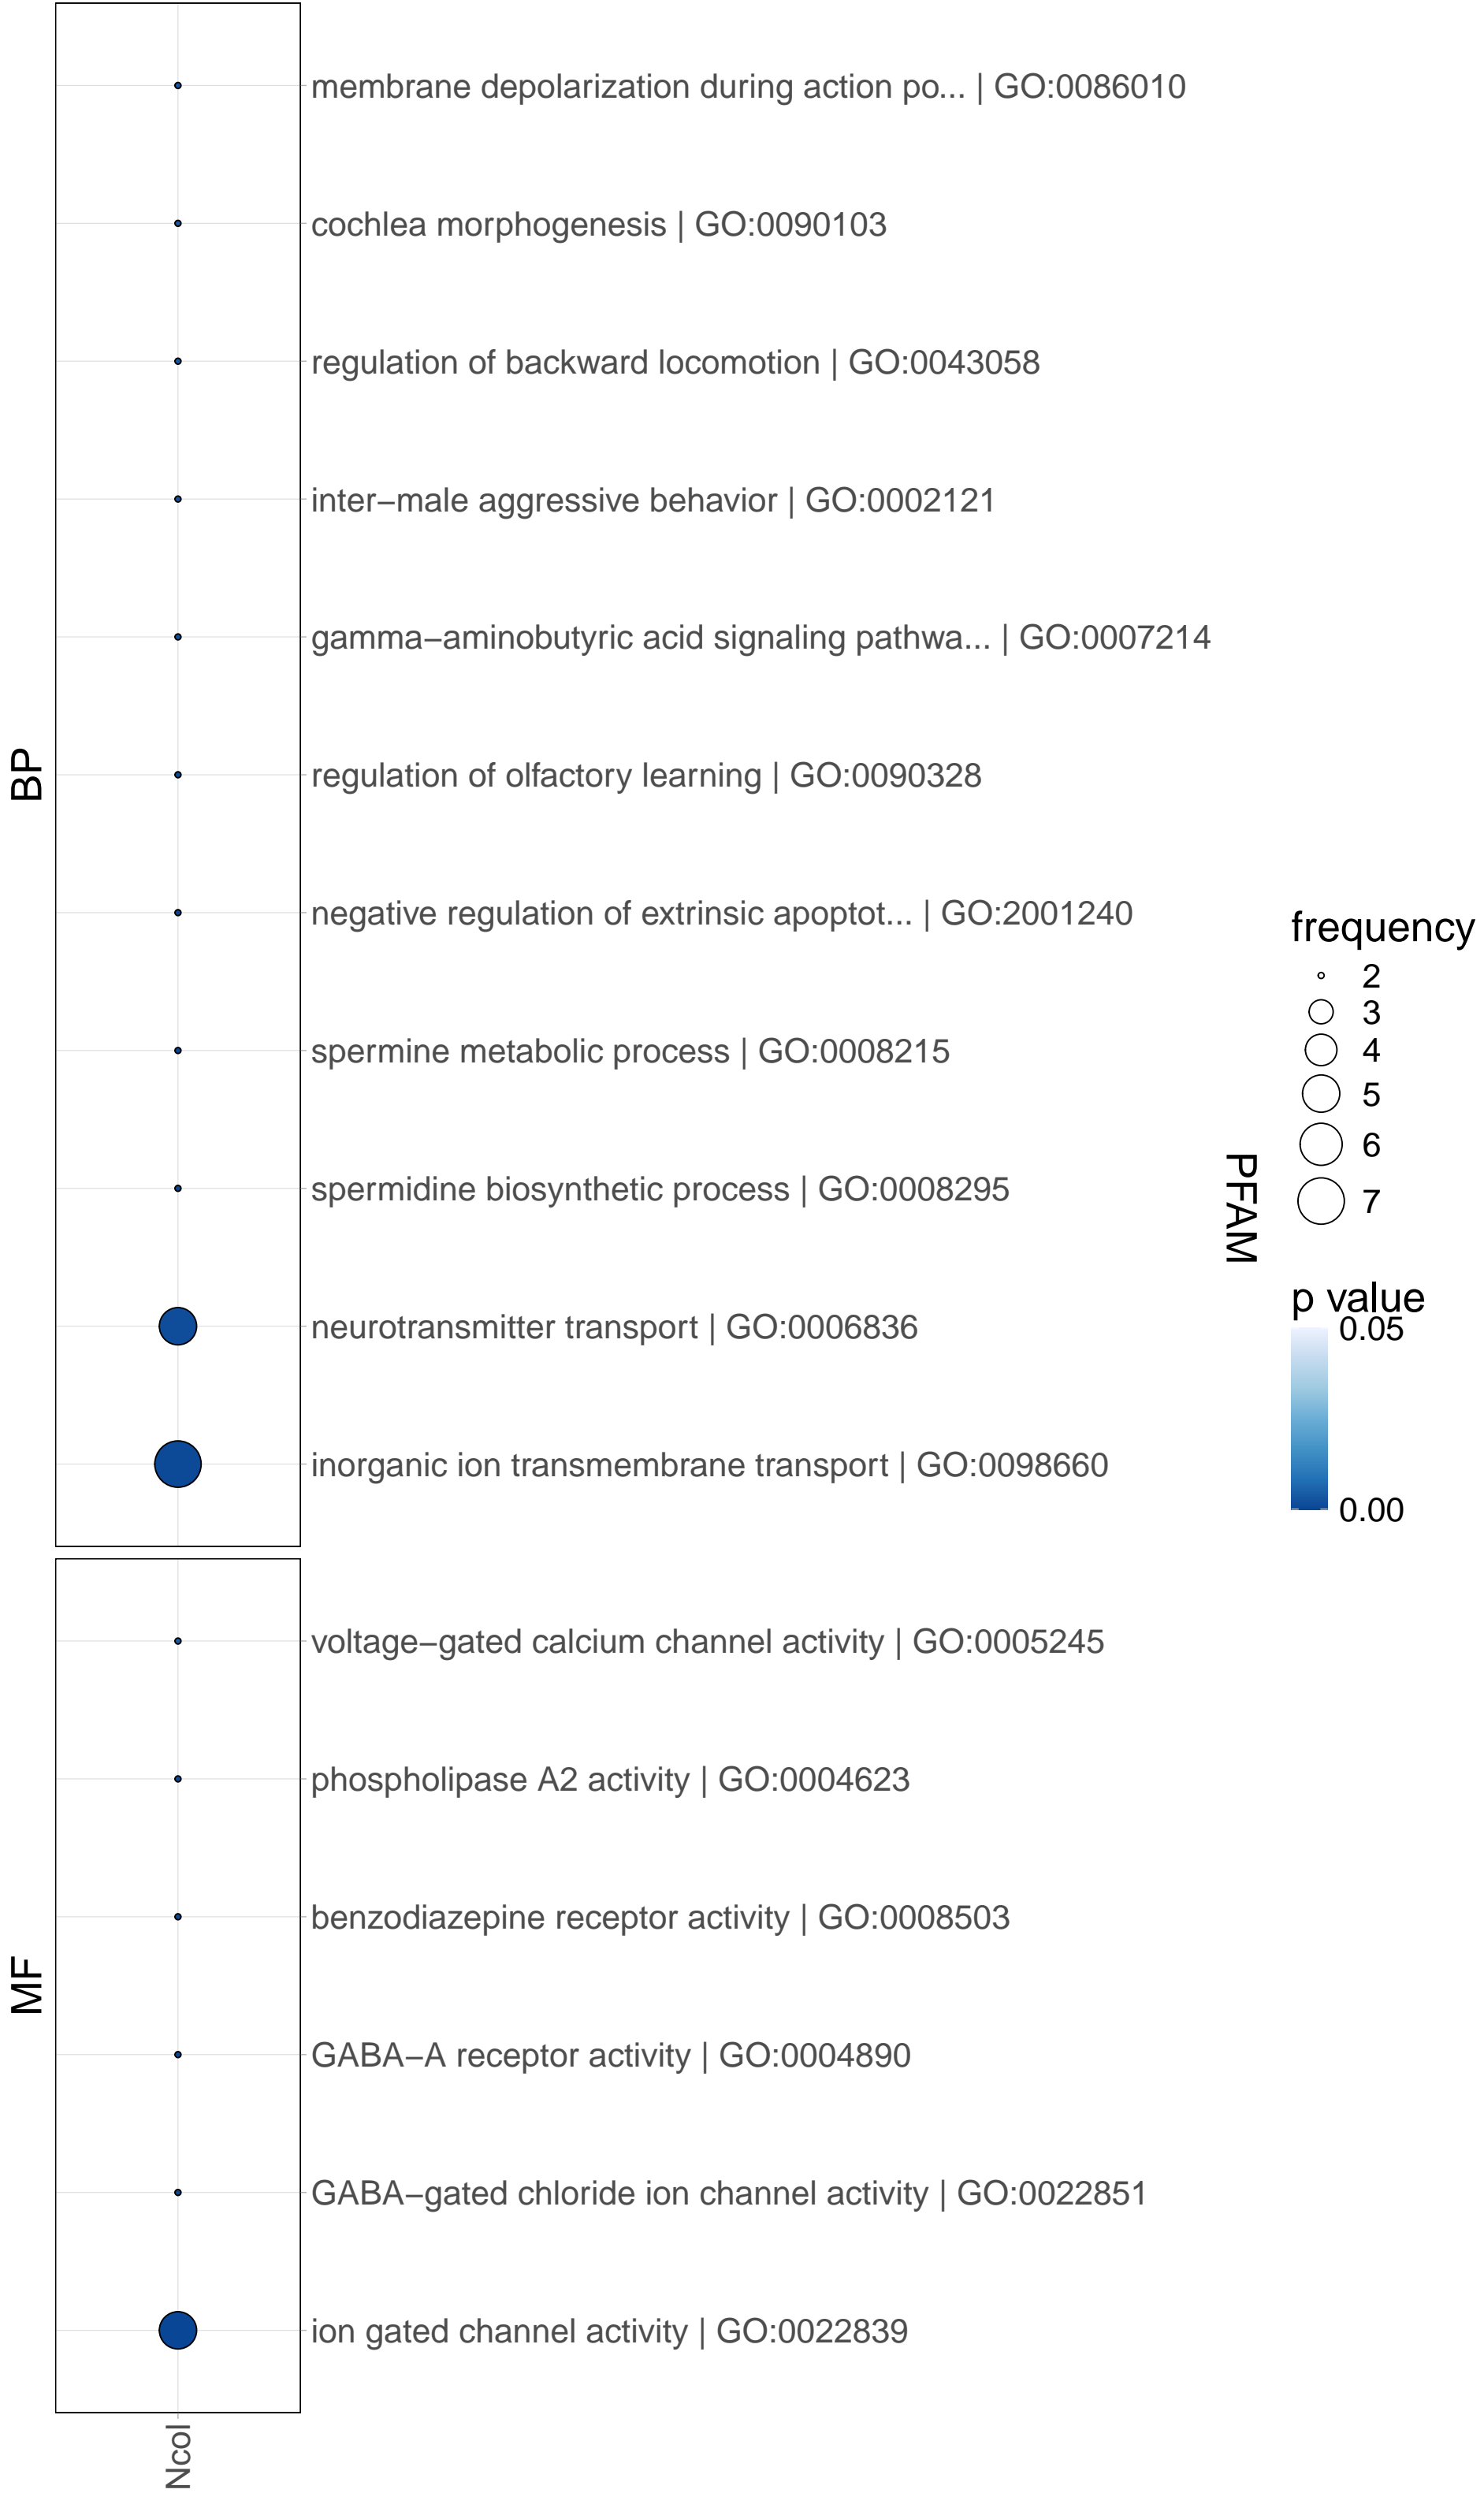 BP
membrane depolarization during action po... | GO:0086010
cochlea morphogenesis | GO:0090103
regulation of backward locomotion | GO:0043058
inter−male aggressive behavior | GO:0002121
gamma−aminobutyric acid signaling pathwa... | GO:0007214
regulation of olfactory learning | GO:0090328
negative regulation of extrinsic apoptot... | GO:2001240
spermine metabolic process | GO:0008215
spermidine biosynthetic process | GO:0008295
neurotransmitter transport | GO:0006836
inorganic ion transmembrane transport | GO:0098660
MF
voltage−gated calcium channel activity | GO:0005245
phospholipase A2 activity | GO:0004623
benzodiazepine receptor activity | GO:0008503
GABA−A receptor activity | GO:0004890
GABA−gated chloride ion channel activity | GO:0022851
ion gated channel activity | GO:0022839
Ncol
PFAM
frequency
2
3
4
5
6
7
p value
0.05
0.00